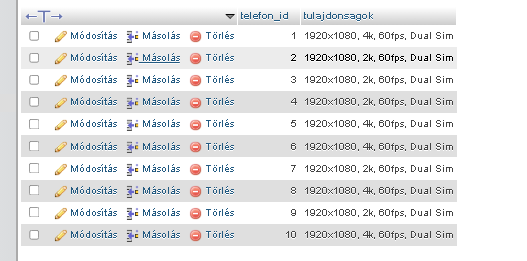 telefon_id tulajdonsagok
Módosítás Másolás Törlés 1 1920x1080, 4k, 60fps, Dual Sim
Módosítás Másolás Törlés 2 1920x1080, 2k, 60fps, Dual Sim
Módosítás Másolás Törlés 3 1920x1080, 2k, 60fps, Dual Sim
Módosítás Másolás Törlés 4 1920x1080, 2k, 60fps, Dual Sim
Módosítás Másolás Törlés 5 1920x1080, 4k, 60fps, Dual Sim
Módosítás Másolás Törlés 6 1920x1080, 4k, 60fps, Dual Sim
Módosítás Másolás Törlés 7 1920x1080, 2k, 60fps, Dual Sim
Módosítás Másolás Törlés 8 1920x1080, 4k, 60fps, Dual Sim
Módosítás Másolás Törlés 9 1920x1080, 2k, 60fps, Dual Sim
Módosítás Másolás Törlés 10 1920x1080, 4k, 60fps, Dual Sim